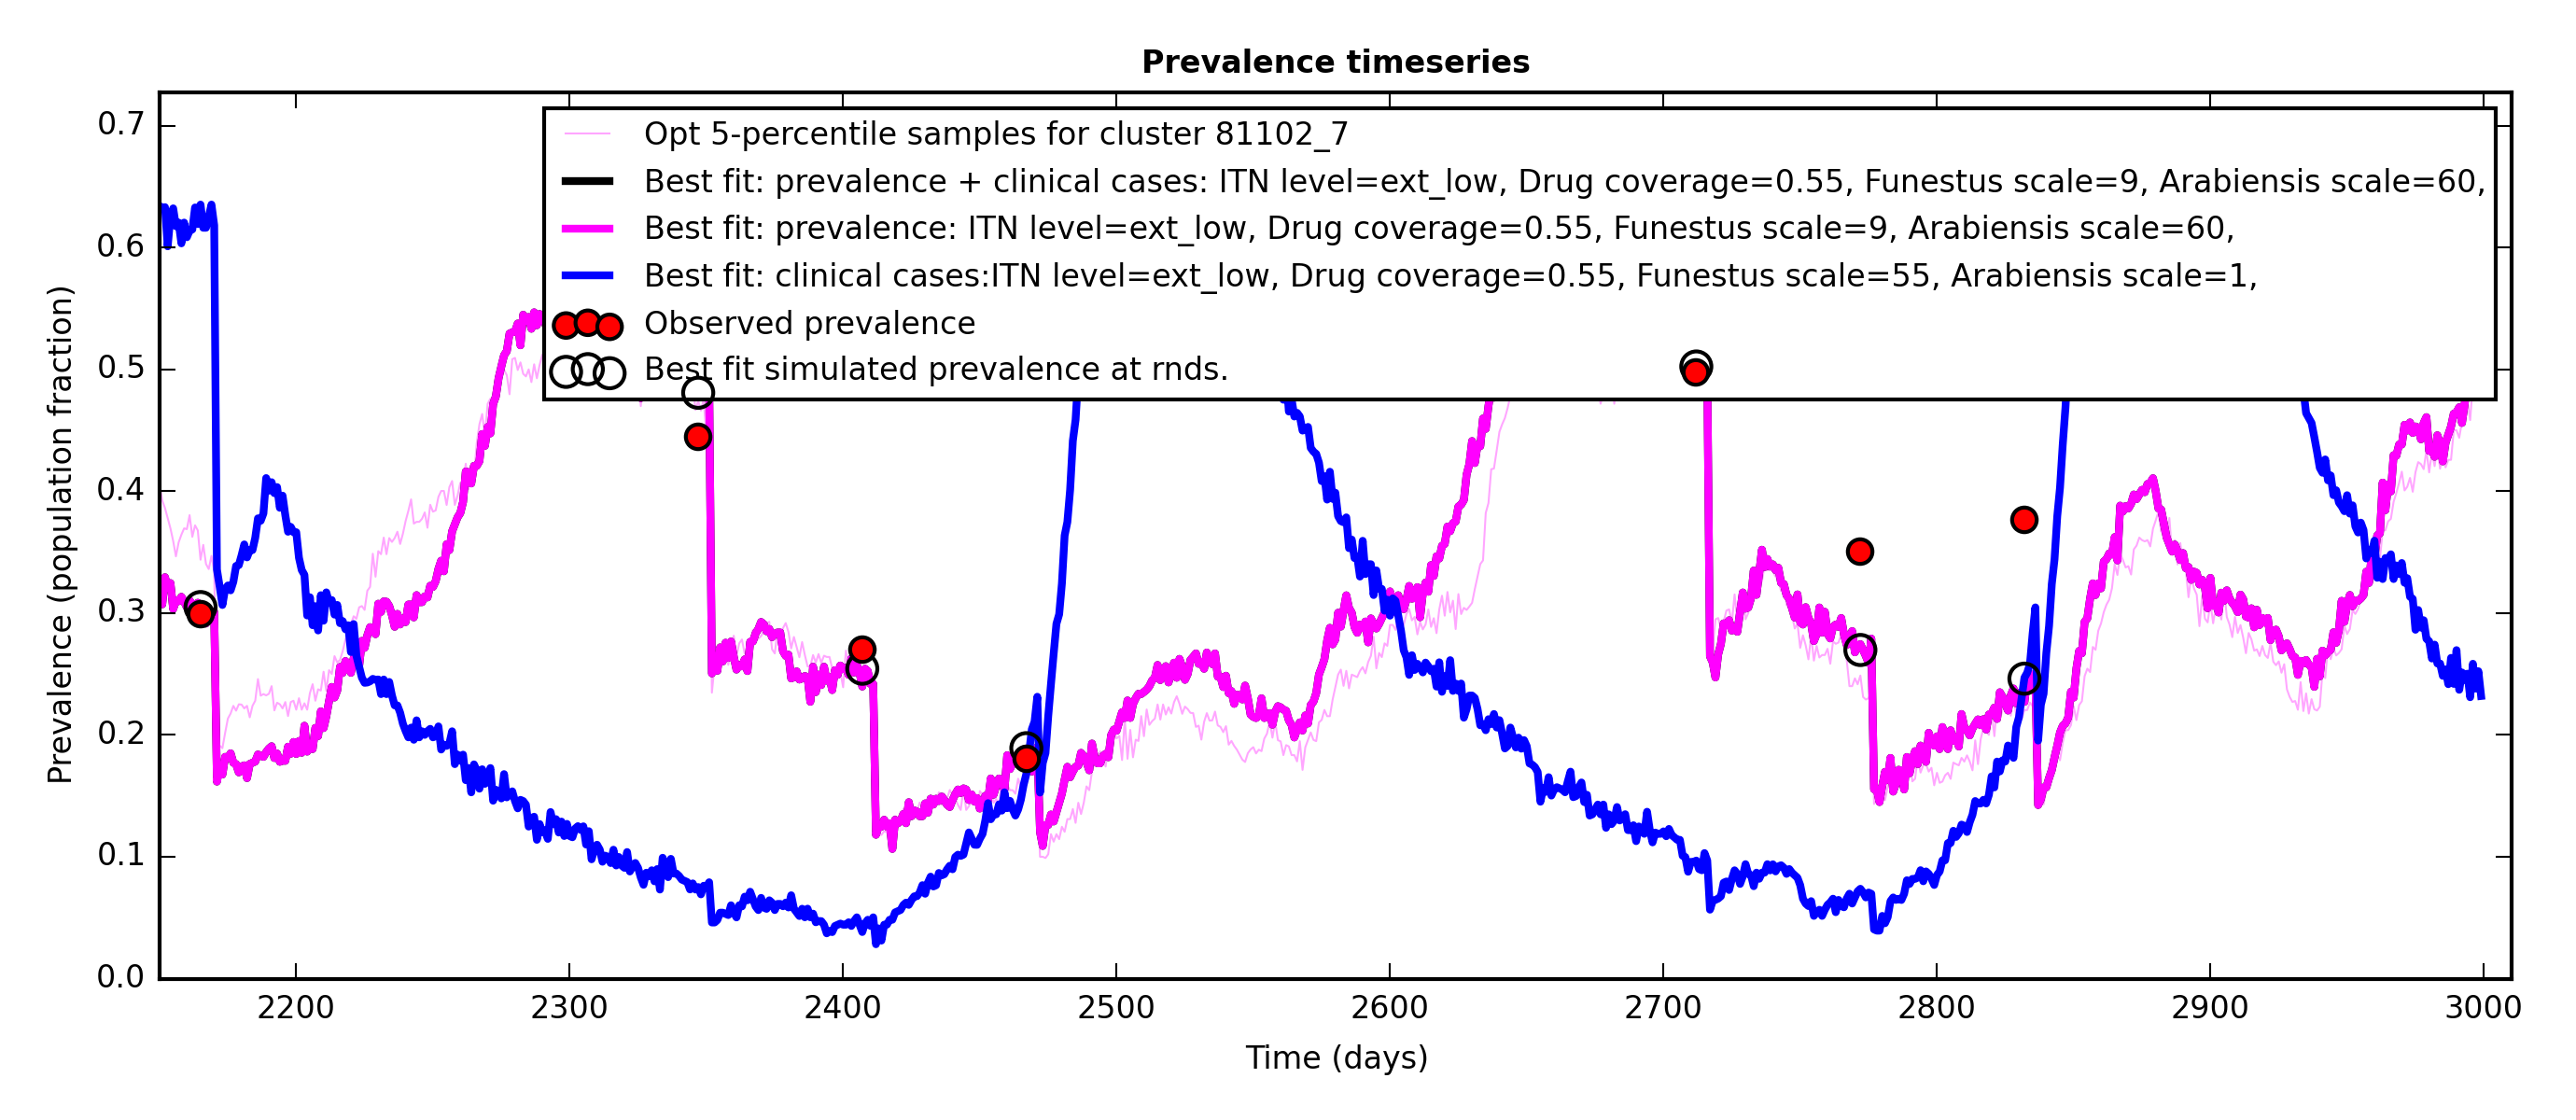 Prevalence timeseries
Prevalence (population fraction)
0.7
0.6
0.5
0.4
0.3
0.2
0.1
0.0
Opt 5-percentile samples for cluster 81102_7
Best fit: prevalence + clinical cases: ITN level=ext_low, Drug coverage=0.55, Funestus scale=9, Arabiensis scale=60,
Best fit: prevalence: ITN level=ext_low, Drug coverage=0.55, Funestus scale=9, Arabiensis scale=60,
Best fit: clinical cases:ITN level=ext_low, Drug coverage=0.55, Funestus scale=55, Arabiensis scale=1,
Observed prevalence
Best fit simulated prevalence at rnds.
2200 2300 2400 2500 2600 2700 2800 2900 3000
Time (days)